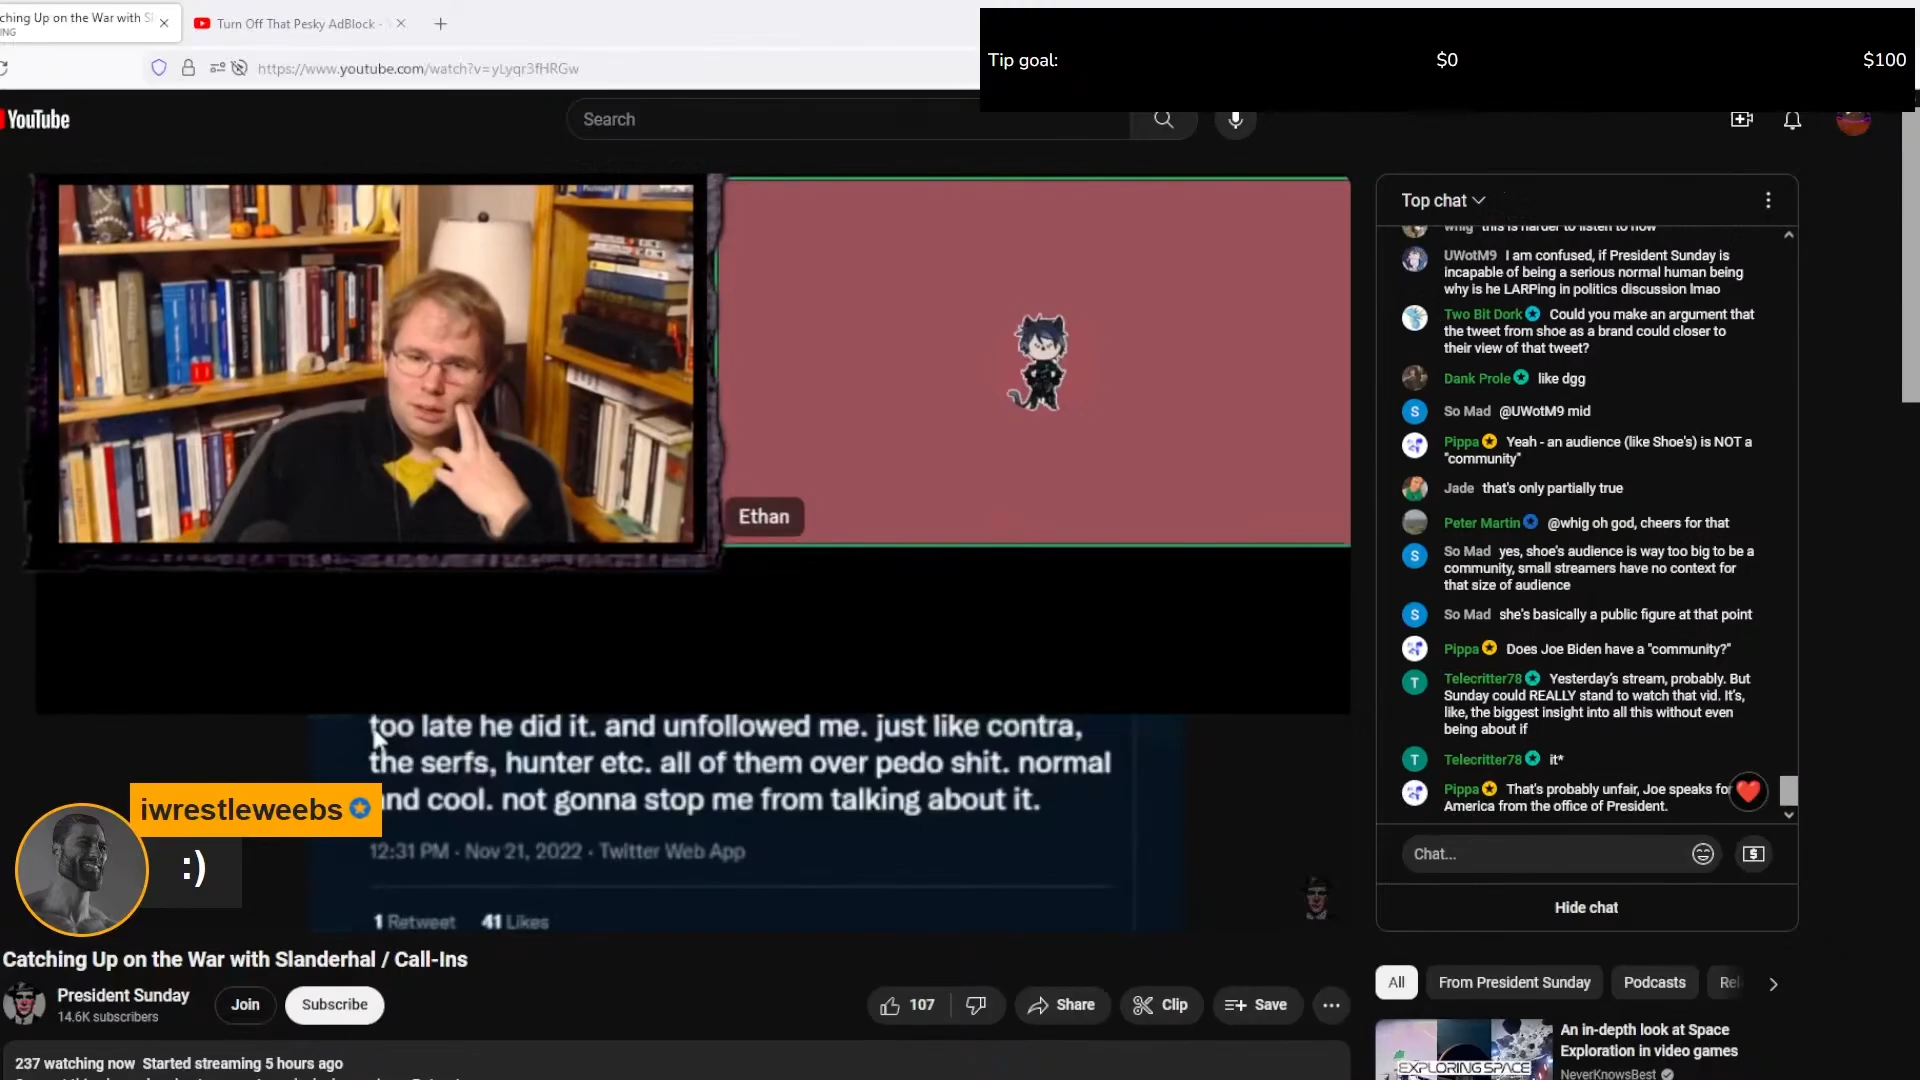 ching Up on the War with S
ING
Turn Off That Pesky AdBlock -
https://www.youtube.com/watch?v=yLyqr3fHRGw
Tip goal:
$0
$100
YouTube
Search
Ethan
too late he did it. and unfollowed me. just like contra,
the serfs, hunter etc. all of them over pedo shit. normal
and cool. not gonna stop me from talking about it.
12:31 PM · Nov 21, 2022 · Twitter Web App
1 Retweet 41 Likes
iwrestleweebs
:)
Catching Up on the War with Slanderhal / Call-Ins
President Sunday
14.6K subscribers
Join
Subscribe
107
Share
Clip
Save
237 watching now Started streaming 5 hours ago
Top chat
whig this is harder to listen to now
UWotM9 I am confused, if President Sunday is
incapable of being a serious normal human being
why is he LARPing in politics discussion lmao
Two Bit Dork Could you make an argument that
the tweet from shoe as a brand could closer to
their view of that tweet?
Dank Prole like dgg
S So Mad @UWotM9 mid
Pippa Yeah - an audience (like Shoe's) is NOT a
"community"
Jade that's only partially true
Peter Martin @whig oh god, cheers for that
S So Mad yes, shoe's audience is way too big to be a
community, small streamers have no context for
that size of audience
S So Mad she's basically a public figure at that point
Pippa Does Joe Biden have a "community?"
T Telecritter78 Yesterday's stream, probably. But
Sunday could REALLY stand to watch that vid. It's,
like, the biggest insight into all this without even
being about if
T Telecritter78 it*
Pippa That's probably unfair, Joe speaks for
America from the office of President.
Chat...
Hide chat
All
From President Sunday
Podcasts
Rel
EXPLORING SPACE
An in-depth look at Space
Exploration in video games
NeverKnowsBest